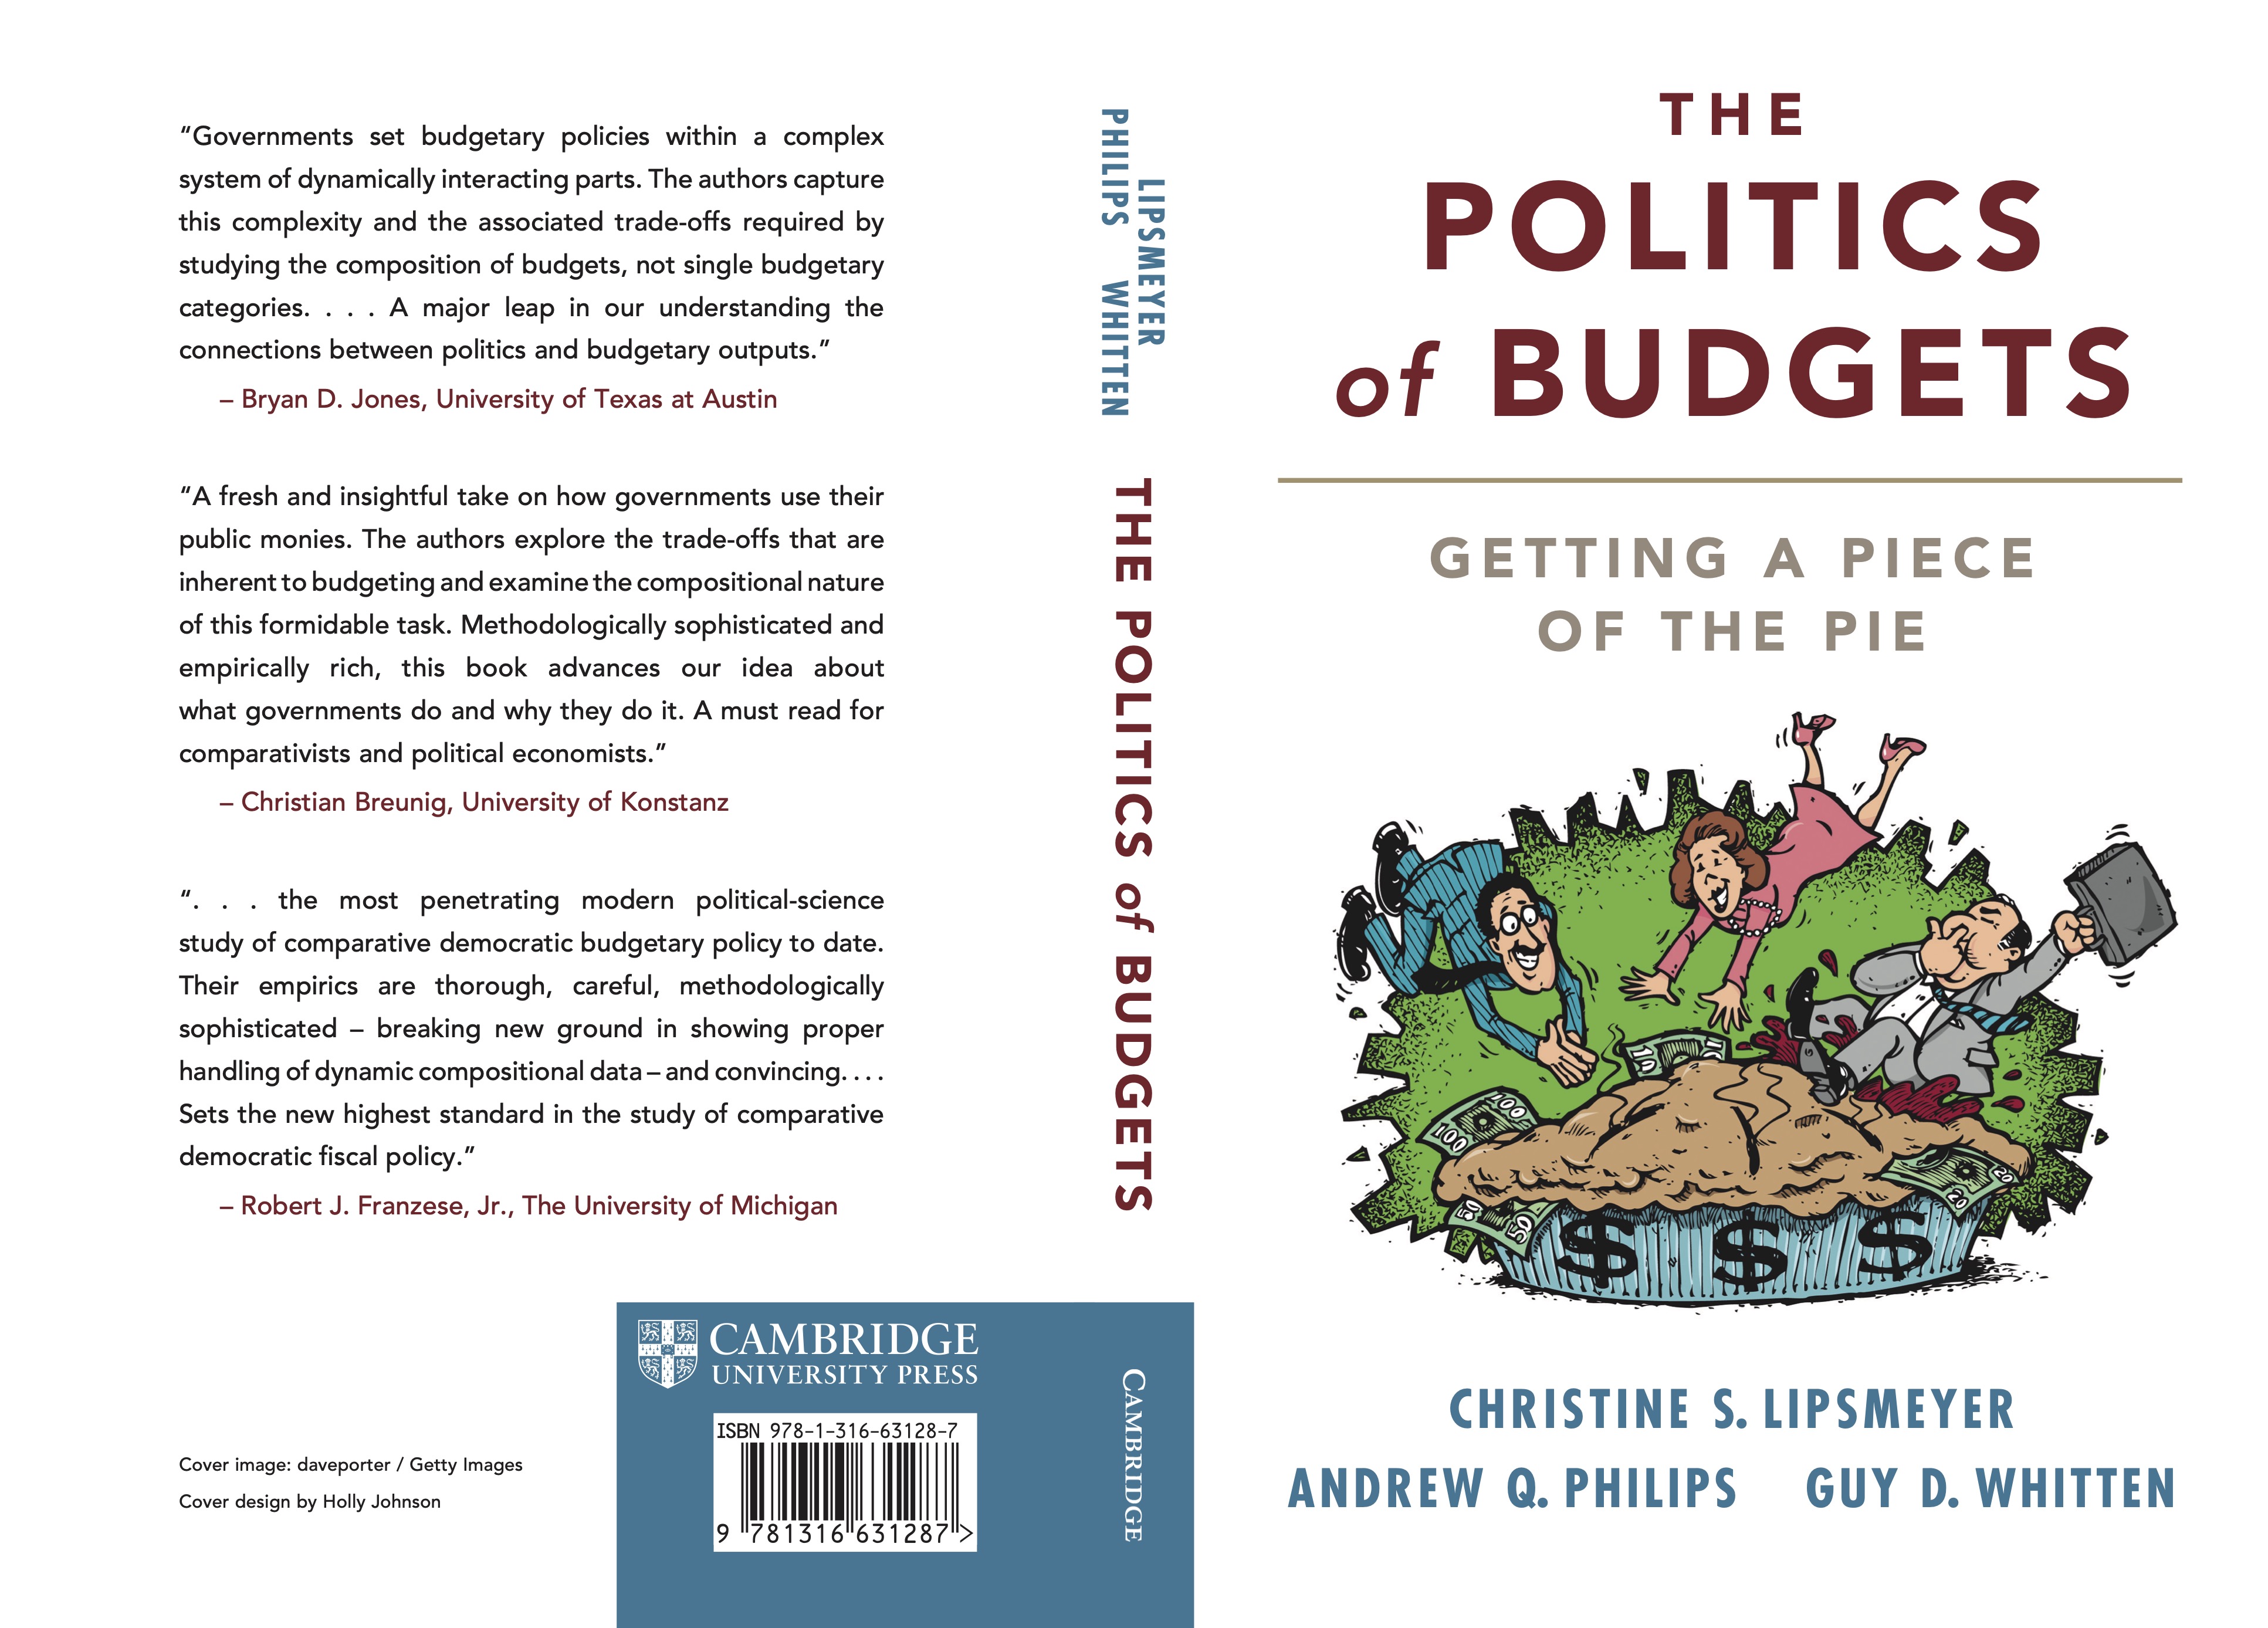 “Governments set budgetary policies within a complex
system of dynamically interacting parts. The authors capture
this complexity and the associated trade-offs required by
studying the composition of budgets, not single budgetary
categories. . . . A major leap in our understanding the
connections between politics and budgetary outputs.”
– Bryan D. Jones, University of Texas at Austin
“A fresh and insightful take on how governments use their
public monies. The authors explore the trade-offs that are
inherent to budgeting and examine the compositional nature
of this formidable task. Methodologically sophisticated and
empirically rich, this book advances our idea about
what governments do and why they do it. A must read for
comparativists and political economists.”
– Christian Breunig, University of Konstanz
“. . . the most penetrating modern political-science
study of comparative democratic budgetary policy to date.
Their empirics are thorough, careful, methodologically
sophisticated – breaking new ground in showing proper
handling of dynamic compositional data – and convincing. . . .
Sets the new highest standard in the study of comparative
democratic fiscal policy.”
– Robert J. Franzese, Jr., The University of Michigan
Cover image: daveporter / Getty Images
Cover design by Holly Johnson
CAMBRIDGE
UNIVERSITY PRESS
ISBN 978-1-316-63128-7
9 781316 631287 >
LIPSMEYER
PHILIPS WHITTEN
THE POLITICS of BUDGETS
CAMBRIDGE
THE
POLITICS
of BUDGETS
GETTING A PIECE
OF THE PIE
10 10
100 100
20 20
50 50
$ $ $
CHRISTINE S. LIPSMEYER
ANDREW Q. PHILIPS GUY D. WHITTEN